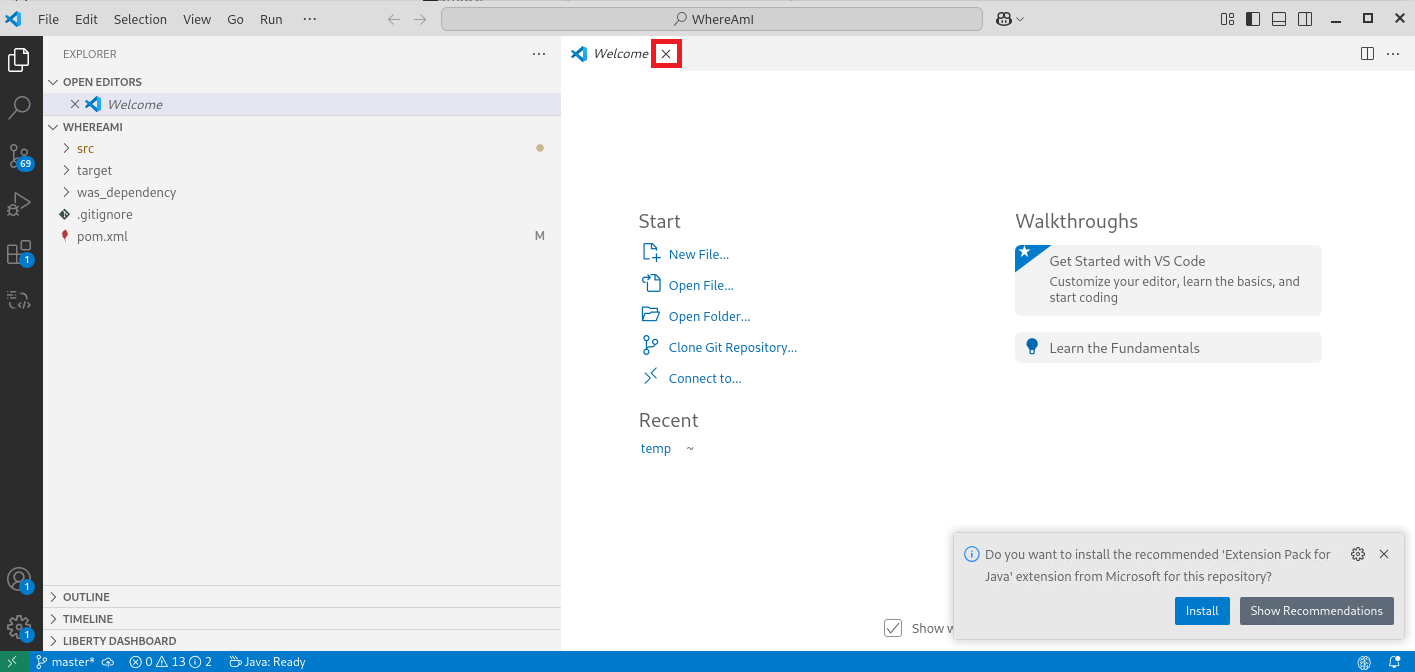 File Edit Selection View Go Run ···
WhereAmI
EXPLORER
OPEN EDITORS
Welcome
WHEREAMI
src
target
was_dependency
.gitignore
pom.xml M
OUTLINE
TIMELINE
LIBERTY DASHBOARD
69
1
1
1
Welcome
Start
New File...
Open File...
Open Folder...
Clone Git Repository...
Connect to...
Recent
temp ~
Walkthroughs
Get Started with VS Code
Customize your editor, learn the basics, and
start coding
Learn the Fundamentals
Show w
Do you want to install the recommended 'Extension Pack for
Java' extension from Microsoft for this repository?
Install Show Recommendations
master* 0 13 2 Java: Ready